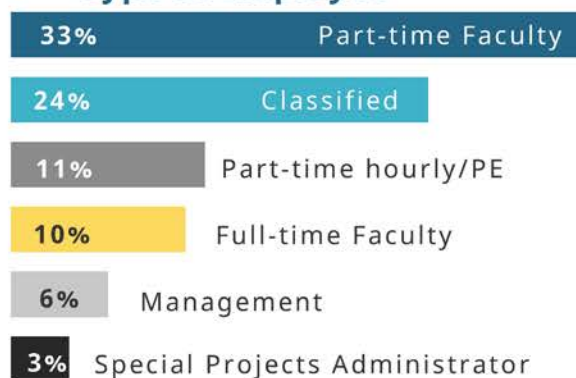 33% Part-time Faculty
24% Classified
11% Part-time hourly/PE
10% Full-time Faculty
6% Management
3% Special Projects Administrator